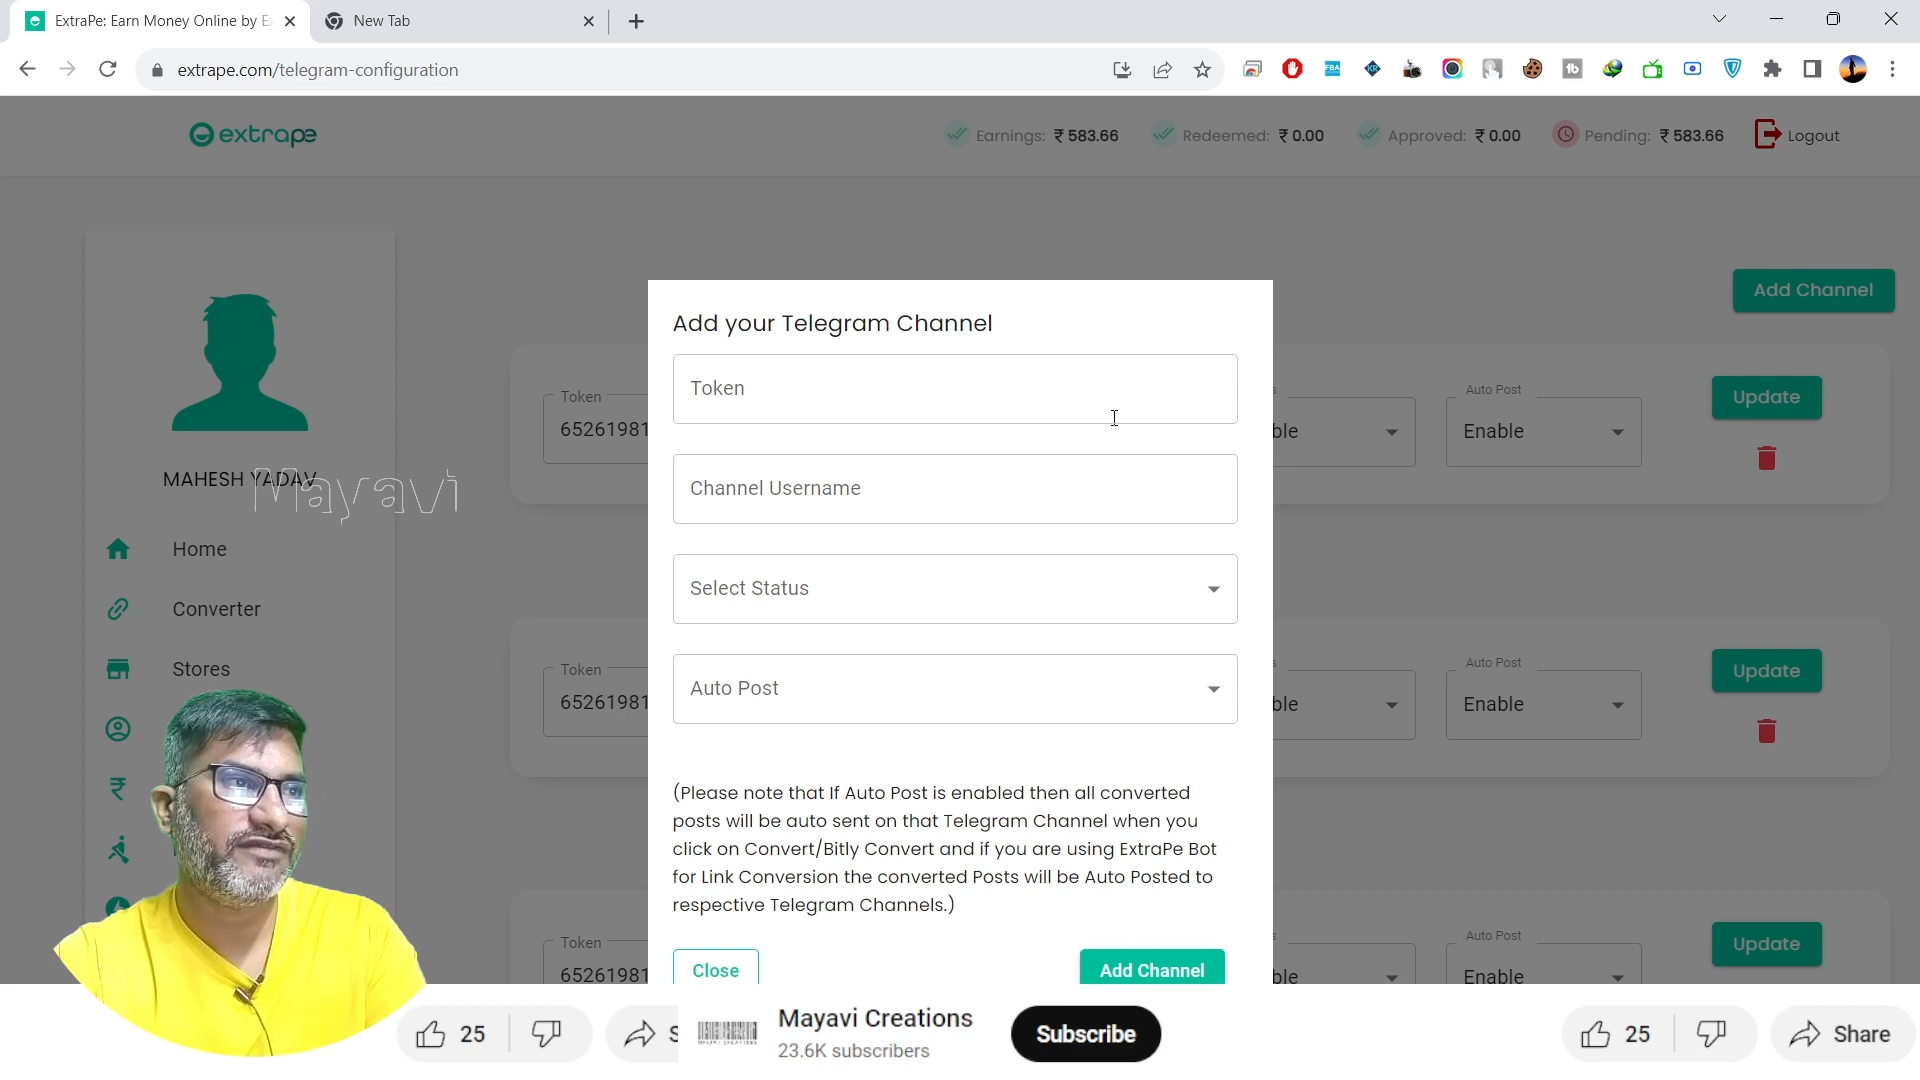 ExtraPe: Earn Money Online by E
New Tab
extrape.com/telegram-configuration
extrape
Earnings: ₹ 583.66
Redeemed: ₹ 0.00
Approved: ₹ 0.00
Pending: ₹ 583.66
Logout
Add Channel
Add your Telegram Channel
Token
Channel Username
Select Status
Auto Post
(Please note that If Auto Post is enabled then all converted
posts will be auto sent on that Telegram Channel when you
click on Convert/Bitly Convert and if you are using ExtraPe Bot
for Link Conversion the converted Posts will be Auto Posted to
respective Telegram Channels.)
Close
Add Channel
Token
65261981
ble
Auto Post
Enable
Update
Token
65261981
ble
Auto Post
Enable
Update
Token
65261981
ble
Auto Post
Enable
Update
MAHESH YADAV
Mayavi
Home
Converter
Stores
25
S
Mayavi Creations
23.6K subscribers
Subscribe
25
Share